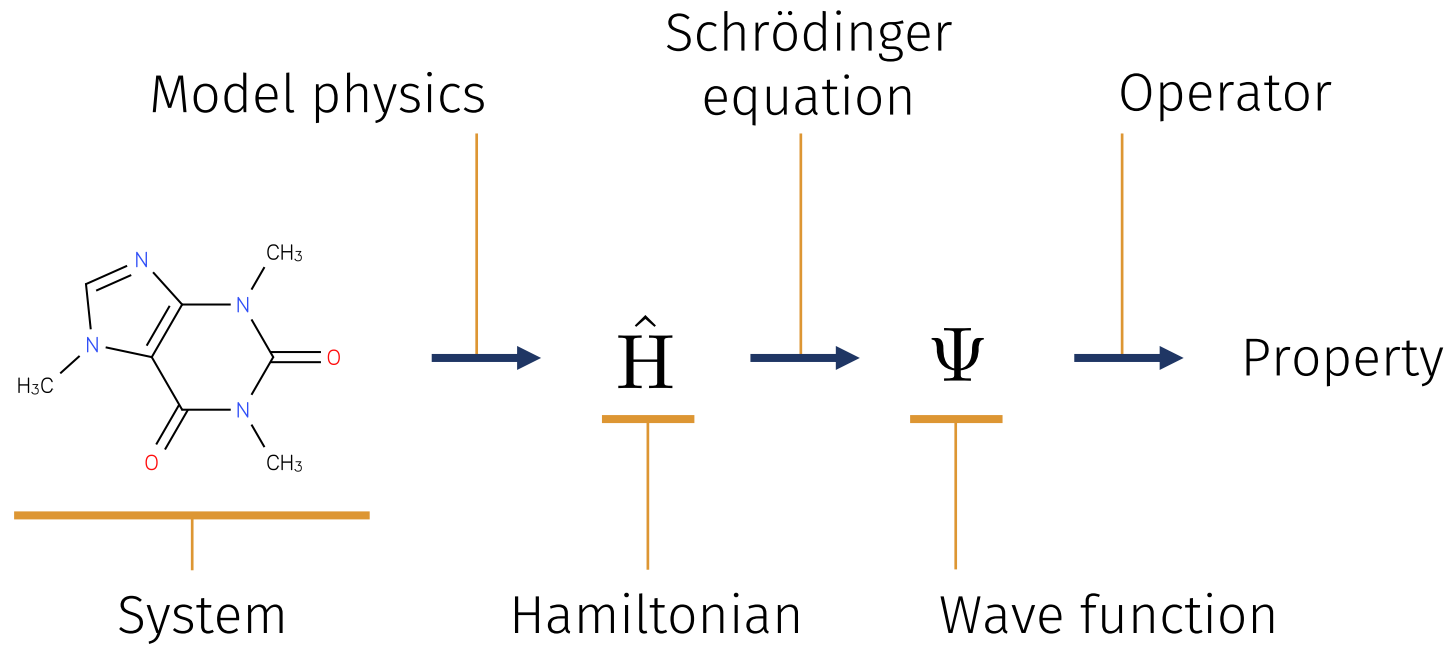 Schrödinger
Model physics
equation
Operator
N
CH₃
N
N
O
H₃C
N
O
CH₃
Ĥ
Ψ
Property
System
Hamiltonian
Wave function